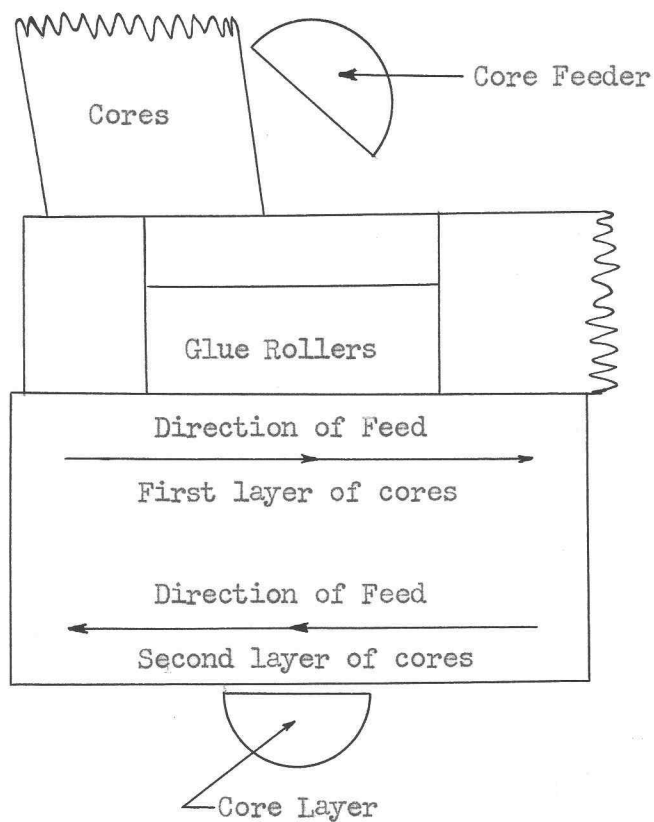 Core Feeder
Cores
Glue Rollers
Direction of Feed
First layer of cores
Direction of Feed
Second layer of cores
Core Layer